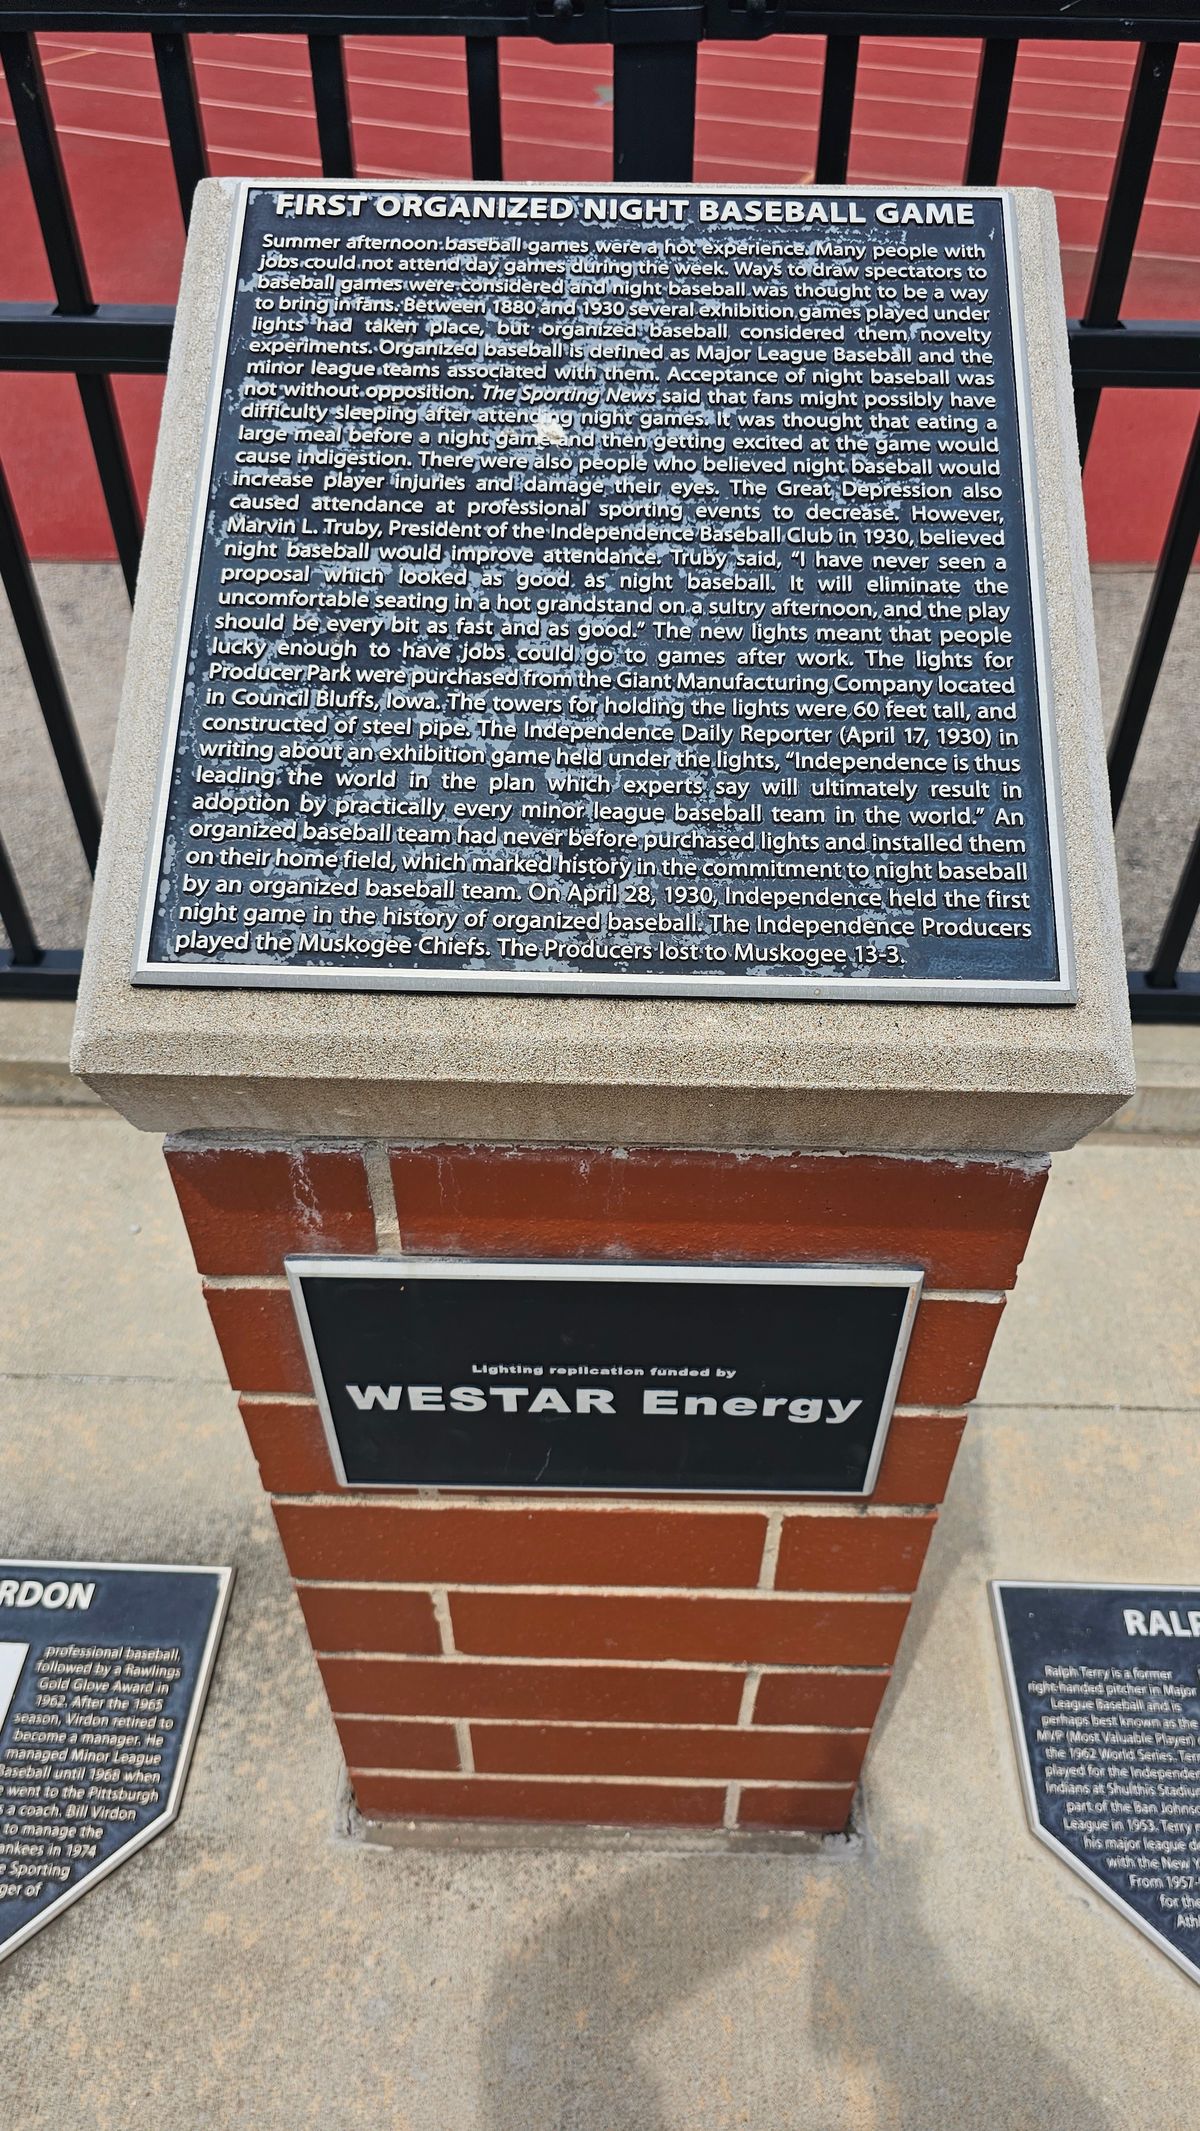 FIRST ORGANIZED NIGHT BASEBALL GAME
Summer afternoon baseball games were a hot experience. Many people with
jobs could not attend day games during the week. Ways to draw spectators to
baseball games were considered and night baseball was thought to be a way
to bring in fans. Between 1880 and 1930 several exhibition games played under
lights had taken place, but organized baseball considered them novelty
experiments. Organized baseball is defined as Major League Baseball and the
minor league teams associated with them. Acceptance of night baseball was
not without opposition. The Sporting News said that fans might possibly have
difficulty sleeping after attending night games. It was thought that eating a
large meal before a night game and then getting excited at the game would
cause indigestion. There were also people who believed night baseball would
increase player injuries and damage their eyes. The Great Depression also
caused attendance at professional sporting events to decrease. However,
Marvin L. Truby, President of the Independence Baseball Club in 1930, believed
night baseball would improve attendance. Truby said, "I have never seen a
proposal which looked as good as night baseball. It will eliminate the
uncomfortable seating in a hot grandstand on a sultry afternoon, and the play
should be every bit as fast and as good." The new lights meant that people
lucky enough to have jobs could go to games after work. The lights for
Producer Park were purchased from the Giant Manufacturing Company located
in Council Bluffs, Iowa. The towers for holding the lights were 60 feet tall, and
constructed of steel pipe. The Independence Daily Reporter (April 17, 1930) in
writing about an exhibition game held under the lights, "Independence is thus
leading the world in the plan which experts say will ultimately result in
adoption by practically every minor league baseball team in the world." An
organized baseball team had never before purchased lights and installed them
on their home field, which marked history in the commitment to night baseball
by an organized baseball team. On April 28, 1930, Independence held the first
night game in the history of organized baseball. The Independence Producers
played the Muskogee Chiefs. The Producers lost to Muskogee 13-3.
Lighting replication funded by
WESTAR Energy
RDON
professional baseball,
followed by a Rawlings
Gold Glove Award in
1962. After the 1965
season, Virdon retired to
become a manager. He
managed Minor League
Baseball until 1968 when
went to the Pittsburgh
s a coach. Bill Virdon
to manage the
ankees in 1974
Sporting
ger of
RALP
Ralph Terry is a former
right-handed pitcher in Major
League Baseball and is
perhaps best known as the
MVP (Most Valuable Player)
the 1962 World Series. Ter
played for the Independen
Indians at Shulthis Stadiu
part of the Ban Johns
League in 1953. Terry
his major league d
with the New Y
From 1957-
for the
Athl